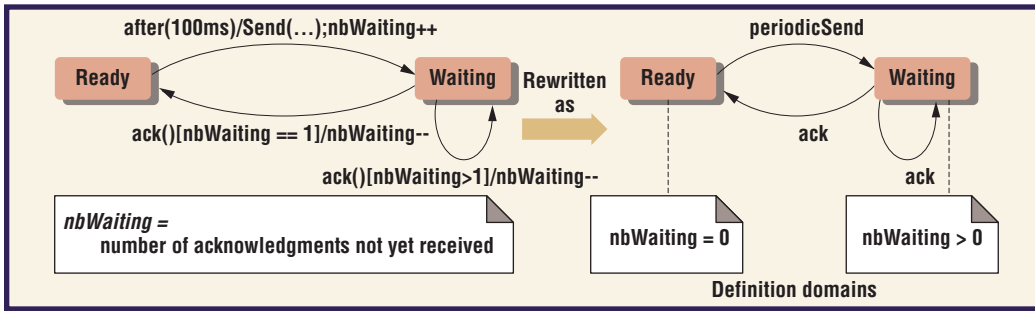 after(100ms)/Send(…);nbWaiting++
Ready
Waiting
ack()[nbWaiting == 1]/nbWaiting--
ack()[nbWaiting>1]/nbWaiting--
nbWaiting =
number of acknowledgments not yet received
Rewritten
as
periodicSend
Ready
Waiting
ack
ack
nbWaiting = 0
nbWaiting > 0
Definition domains